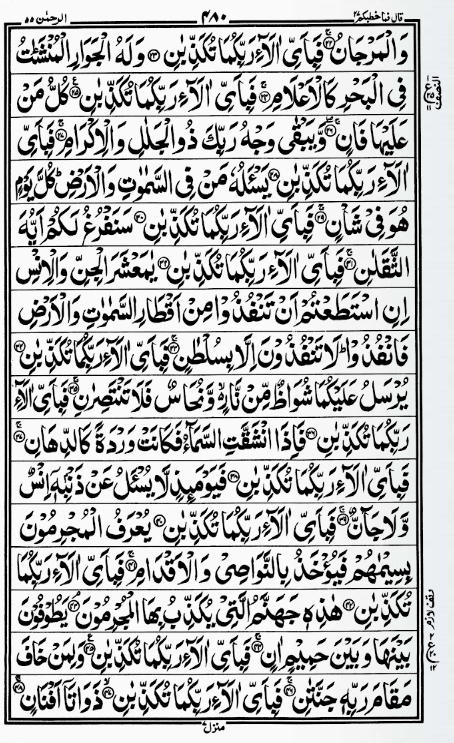 قال فما خطبكم ٢٧ ٤٨٠ الرحمٰن ٥٥
وَالْمَرْجَانُ ۚ﴿٢٢﴾ فَبِاَىِّ اٰلَآءِ رَبِّكُمَا تُكَذِّبٰنِ ﴿٢٣﴾ وَلَهُ الْجَوَارِ الْمُنْشَئٰتُ
فِى الْبَحْرِ كَالْاَعْلَامِ ۚ﴿٢٤﴾ فَبِاَىِّ اٰلَآءِ رَبِّكُمَا تُكَذِّبٰنِ ﴿٢٥﴾ كُلُّ مَنْ
عَلَيْهَا فَانٍ ۚ﴿٢٦﴾ وَّيَبْقٰى وَجْهُ رَبِّكَ ذُو الْجَلٰلِ وَالْاِكْرَامِ ۚ﴿٢٧﴾ فَبِاَىِّ
اٰلَآءِ رَبِّكُمَا تُكَذِّبٰنِ ﴿٢٨﴾ يَسْئَلُهٗ مَنْ فِى السَّمٰوٰتِ وَالْاَرْضِ ؕ كُلَّ يَوْمٍ
هُوَ فِىْ شَاْنٍ ۚ﴿٢٩﴾ فَبِاَىِّ اٰلَآءِ رَبِّكُمَا تُكَذِّبٰنِ ﴿٣٠﴾ سَنَفْرُغُ لَكُمْ اَيُّهَ
الثَّقَلٰنِ ۚ﴿٣١﴾ فَبِاَىِّ اٰلَآءِ رَبِّكُمَا تُكَذِّبٰنِ ﴿٣٢﴾ يٰمَعْشَرَ الْجِنِّ وَالْاِنْسِ
اِنِ اسْتَطَعْتُمْ اَنْ تَنْفُذُوْا مِنْ اَقْطَارِ السَّمٰوٰتِ وَالْاَرْضِ
فَانْفُذُوْا ؕ لَا تَنْفُذُوْنَ اِلَّا بِسُلْطٰنٍ ۚ﴿٣٣﴾ فَبِاَىِّ اٰلَآءِ رَبِّكُمَا تُكَذِّبٰنِ ﴿٣٤﴾
يُرْسَلُ عَلَيْكُمَا شُوَاظٌ مِّنْ نَّارٍ ۙ وَّنُحَاسٌ فَلَا تَنْتَصِرٰنِ ۚ﴿٣٥﴾ فَبِاَىِّ اٰلَآءِ
رَبِّكُمَا تُكَذِّبٰنِ ﴿٣٦﴾ فَاِذَا انْشَقَّتِ السَّمَآءُ فَكَانَتْ وَرْدَةً كَالدِّهَانِ ۚ﴿٣٧﴾
فَبِاَىِّ اٰلَآءِ رَبِّكُمَا تُكَذِّبٰنِ ﴿٣٨﴾ فَيَوْمَئِذٍ لَّا يُسْئَلُ عَنْ ذَنْۢبِهٖۤ اِنْسٌ
وَّلَا جَآنٌّ ۚ﴿٣٩﴾ فَبِاَىِّ اٰلَآءِ رَبِّكُمَا تُكَذِّبٰنِ ﴿٤٠﴾ يُعْرَفُ الْمُجْرِمُوْنَ
بِسِيْمٰهُمْ فَيُؤْخَذُ بِالنَّوَاصِىْ وَالْاَقْدَامِ ۚ﴿٤١﴾ فَبِاَىِّ اٰلَآءِ رَبِّكُمَا
تُكَذِّبٰنِ ﴿٤٢﴾ هٰذِهٖ جَهَنَّمُ الَّتِىْ يُكَذِّبُ بِهَا الْمُجْرِمُوْنَ ۘ﴿٤٣﴾ يَطُوْفُوْنَ
بَيْنَهَا وَبَيْنَ حَمِيْمٍ اٰنٍ ۚ﴿٤٤﴾ فَبِاَىِّ اٰلَآءِ رَبِّكُمَا تُكَذِّبٰنِ ﴿٤٥﴾ وَلِمَنْ خَافَ
مَقَامَ رَبِّهٖ جَنَّتٰنِ ۚ﴿٤٦﴾ فَبِاَىِّ اٰلَآءِ رَبِّكُمَا تُكَذِّبٰنِ ﴿٤٧﴾ ذَوَاتَاۤ اَفْنَانٍ ۚ﴿٤٨﴾
منزل
النصف
وقف لازم